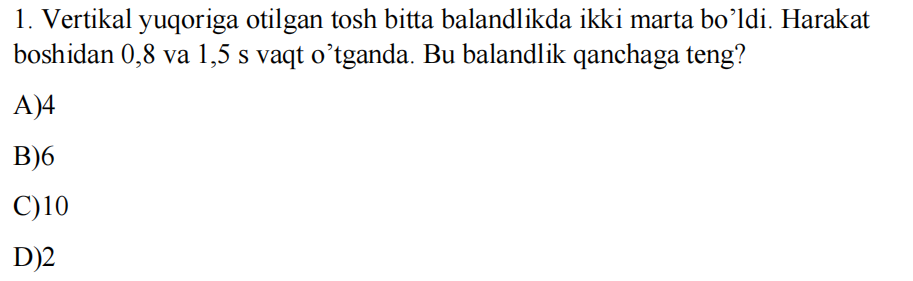 1. Vertikal yuqoriga otilgan tosh bitta balandlikda ikki marta bo’ldi. Harakat
boshidan 0,8 va 1,5 s vaqt o’tganda. Bu balandlik qanchaga teng?
A)4
B)6
C)10
D)2